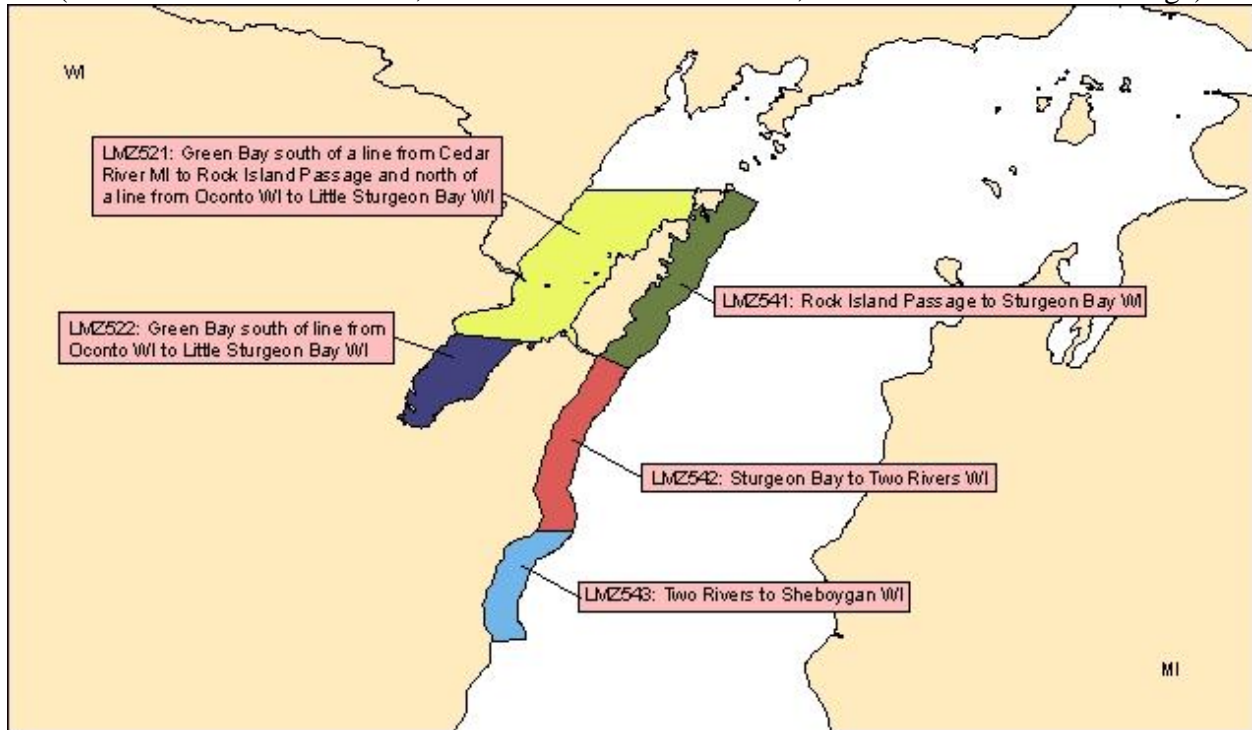 WI
LMZ521: Green Bay south of a line from Cedar
River MI to Rock Island Passage and north of
a line from Oconto WI to Little Sturgeon Bay WI
LMZ541: Rock Island Passage to Sturgeon Bay WI
LMZ522: Green Bay south of line from
Oconto WI to Little Sturgeon Bay WI
LMZ542: Sturgeon Bay to Two Rivers WI
LMZ543: Two Rivers to Sheboygan WI
MI